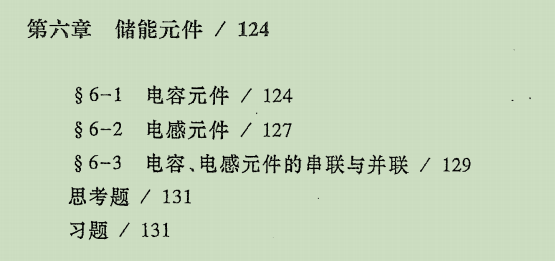 第六章 储能元件 / 124
§6-1 电容元件 / 124
§6-2 电感元件 / 127
§6-3 电容、电感元件的串联与并联 / 129
思考题 / 131
习题 / 131